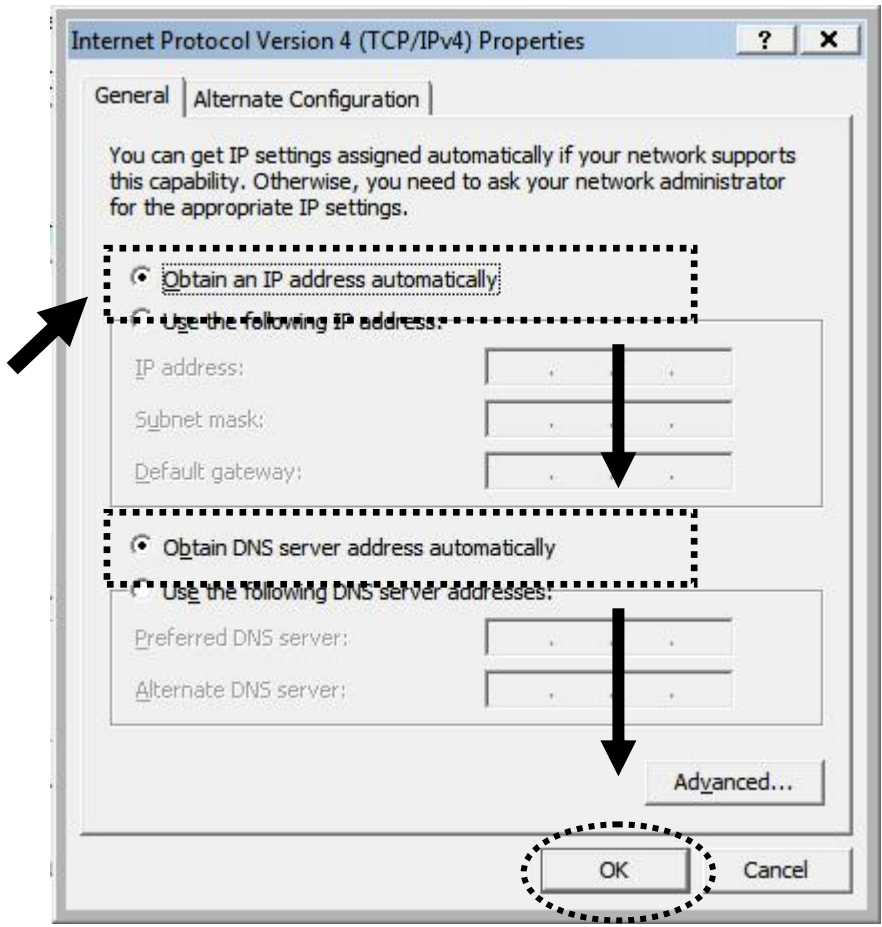 Internet Protocol Version 4 (TCP/IPv4) Properties
General
Alternate Configuration
You can get IP settings assigned automatically if your network supports
this capability. Otherwise, you need to ask your network administrator
for the appropriate IP settings.
Obtain an IP address automatically
Use the following IP address:
IP address:
Subnet mask:
Default gateway:
Obtain DNS server address automatically
Use the following DNS server addresses:
Preferred DNS server:
Alternate DNS server:
Advanced...
OK
Cancel